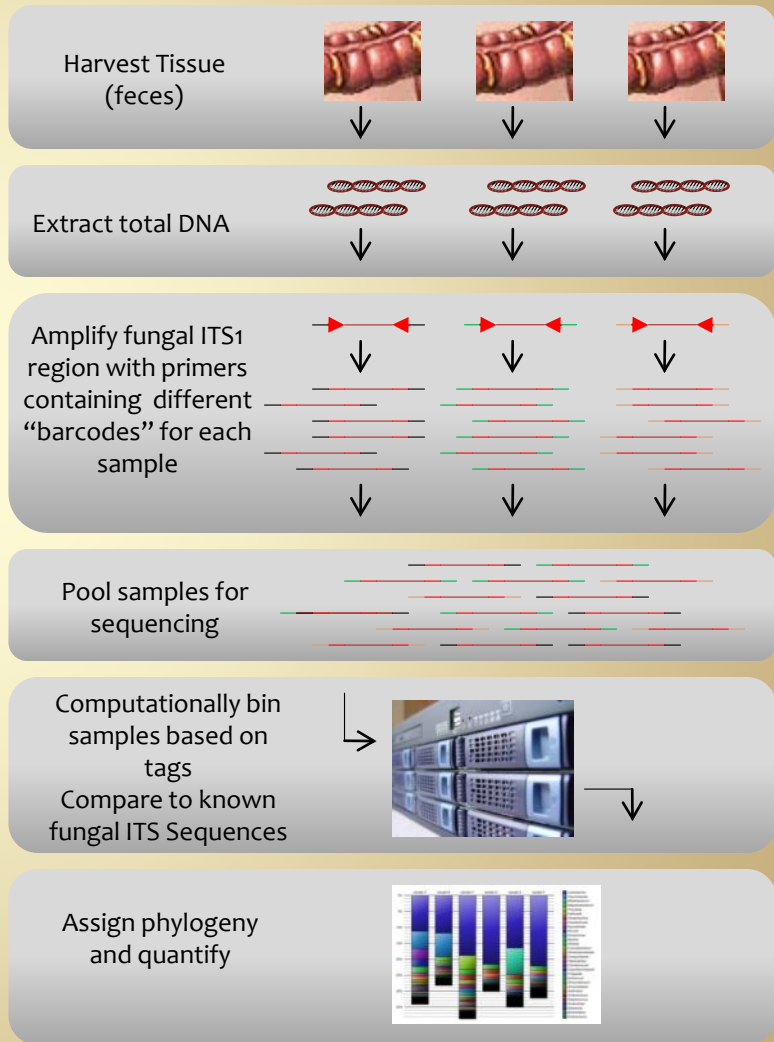 Harvest Tissue
(feces)
Extract total DNA
Amplify fungal ITS1
region with primers
containing different
“barcodes” for each
sample
Pool samples for
sequencing
Computationally bin
samples based on
tags
Compare to known
fungal ITS Sequences
Assign phylogeny
and quantify